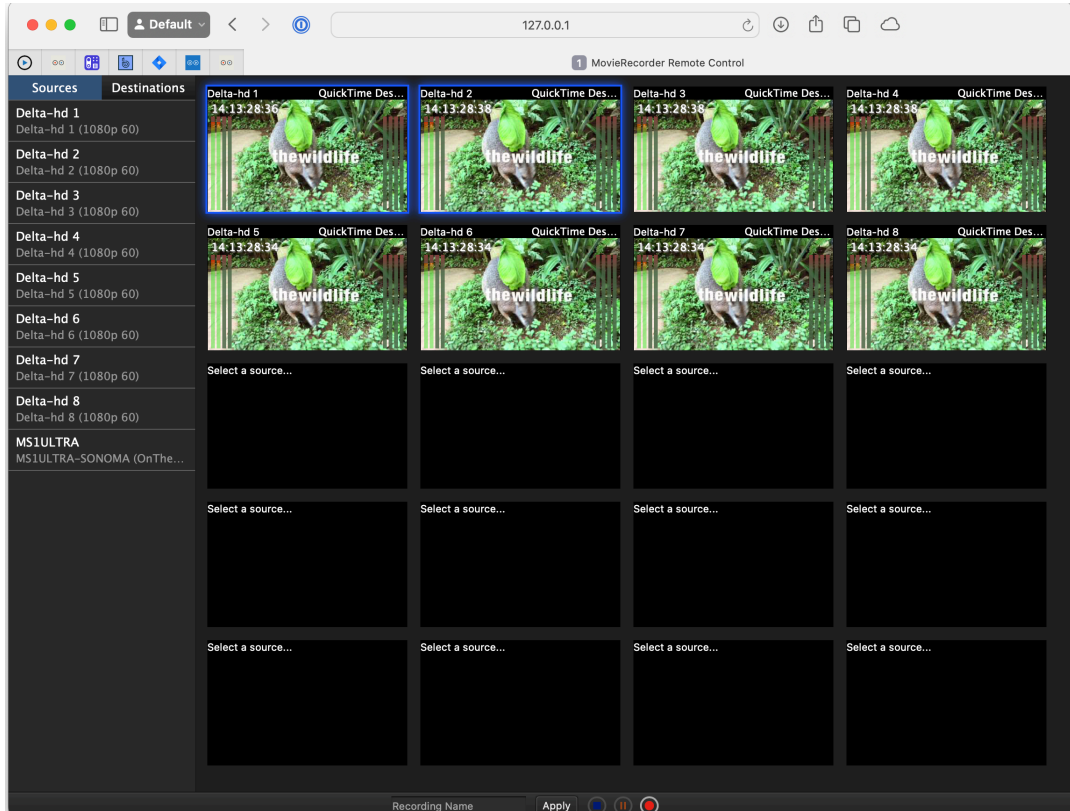 Default
127.0.0.1
1 MovieRecorder Remote Control
Sources Destinations
Delta-hd 1
Delta-hd 1 (1080p 60)
Delta-hd 2
Delta-hd 2 (1080p 60)
Delta-hd 3
Delta-hd 3 (1080p 60)
Delta-hd 4
Delta-hd 4 (1080p 60)
Delta-hd 5
Delta-hd 5 (1080p 60)
Delta-hd 6
Delta-hd 6 (1080p 60)
Delta-hd 7
Delta-hd 7 (1080p 60)
Delta-hd 8
Delta-hd 8 (1080p 60)
MS1ULTRA
MS1ULTRA-SONOMA (OnThe...
Delta-hd 1 QuickTime Des...
14:13:28:36
thewildlife
Delta-hd 2 QuickTime Des...
14:13:28:38
thewildlife
Delta-hd 3 QuickTime Des...
14:13:28:38
thewildlife
Delta-hd 4 QuickTime Des...
14:13:28:34
thewildlife
Delta-hd 5 QuickTime Des...
14:13:28:34
thewildlife
Delta-hd 6 QuickTime Des...
14:13:28:34
thewildlife
Delta-hd 7 QuickTime Des...
14:13:28:34
thewildlife
Delta-hd 8 QuickTime Des...
14:13:28:34
thewildlife
Select a source...
Select a source...
Select a source...
Select a source...
Select a source...
Select a source...
Select a source...
Select a source...
Select a source...
Select a source...
Select a source...
Select a source...
Recording Name
Apply